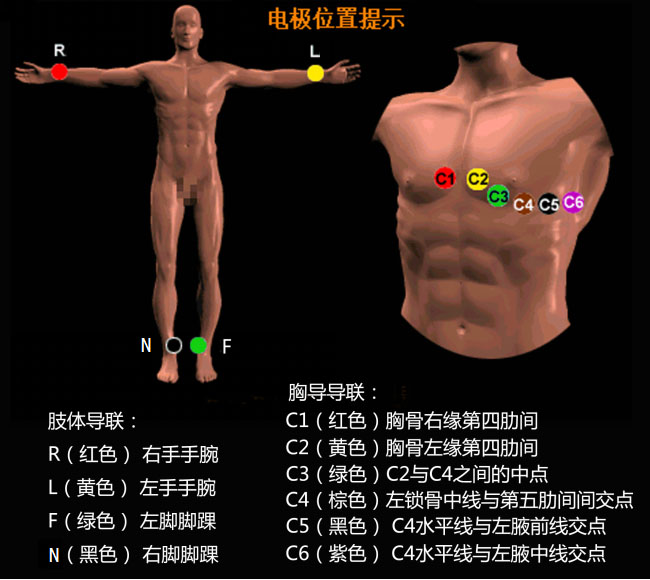 电极位置提示
R
L
C1
C2
C3
C4
C5
C6
N
F
胸导导联：
肢体导联：
C1（红色）胸骨右缘第四肋间
R（红色） 右手手腕
C2（黄色）胸骨左缘第四肋间
L（黄色） 左手手腕
C3（绿色）C2与C4之间的中点
C4（棕色）左锁骨中线与第五肋间间交点
F（绿色） 左脚脚踝
C5（黑色） C4水平线与左腋前线交点
N（黑色） 右脚脚踝
C6（紫色） C4水平线与左腋中线交点